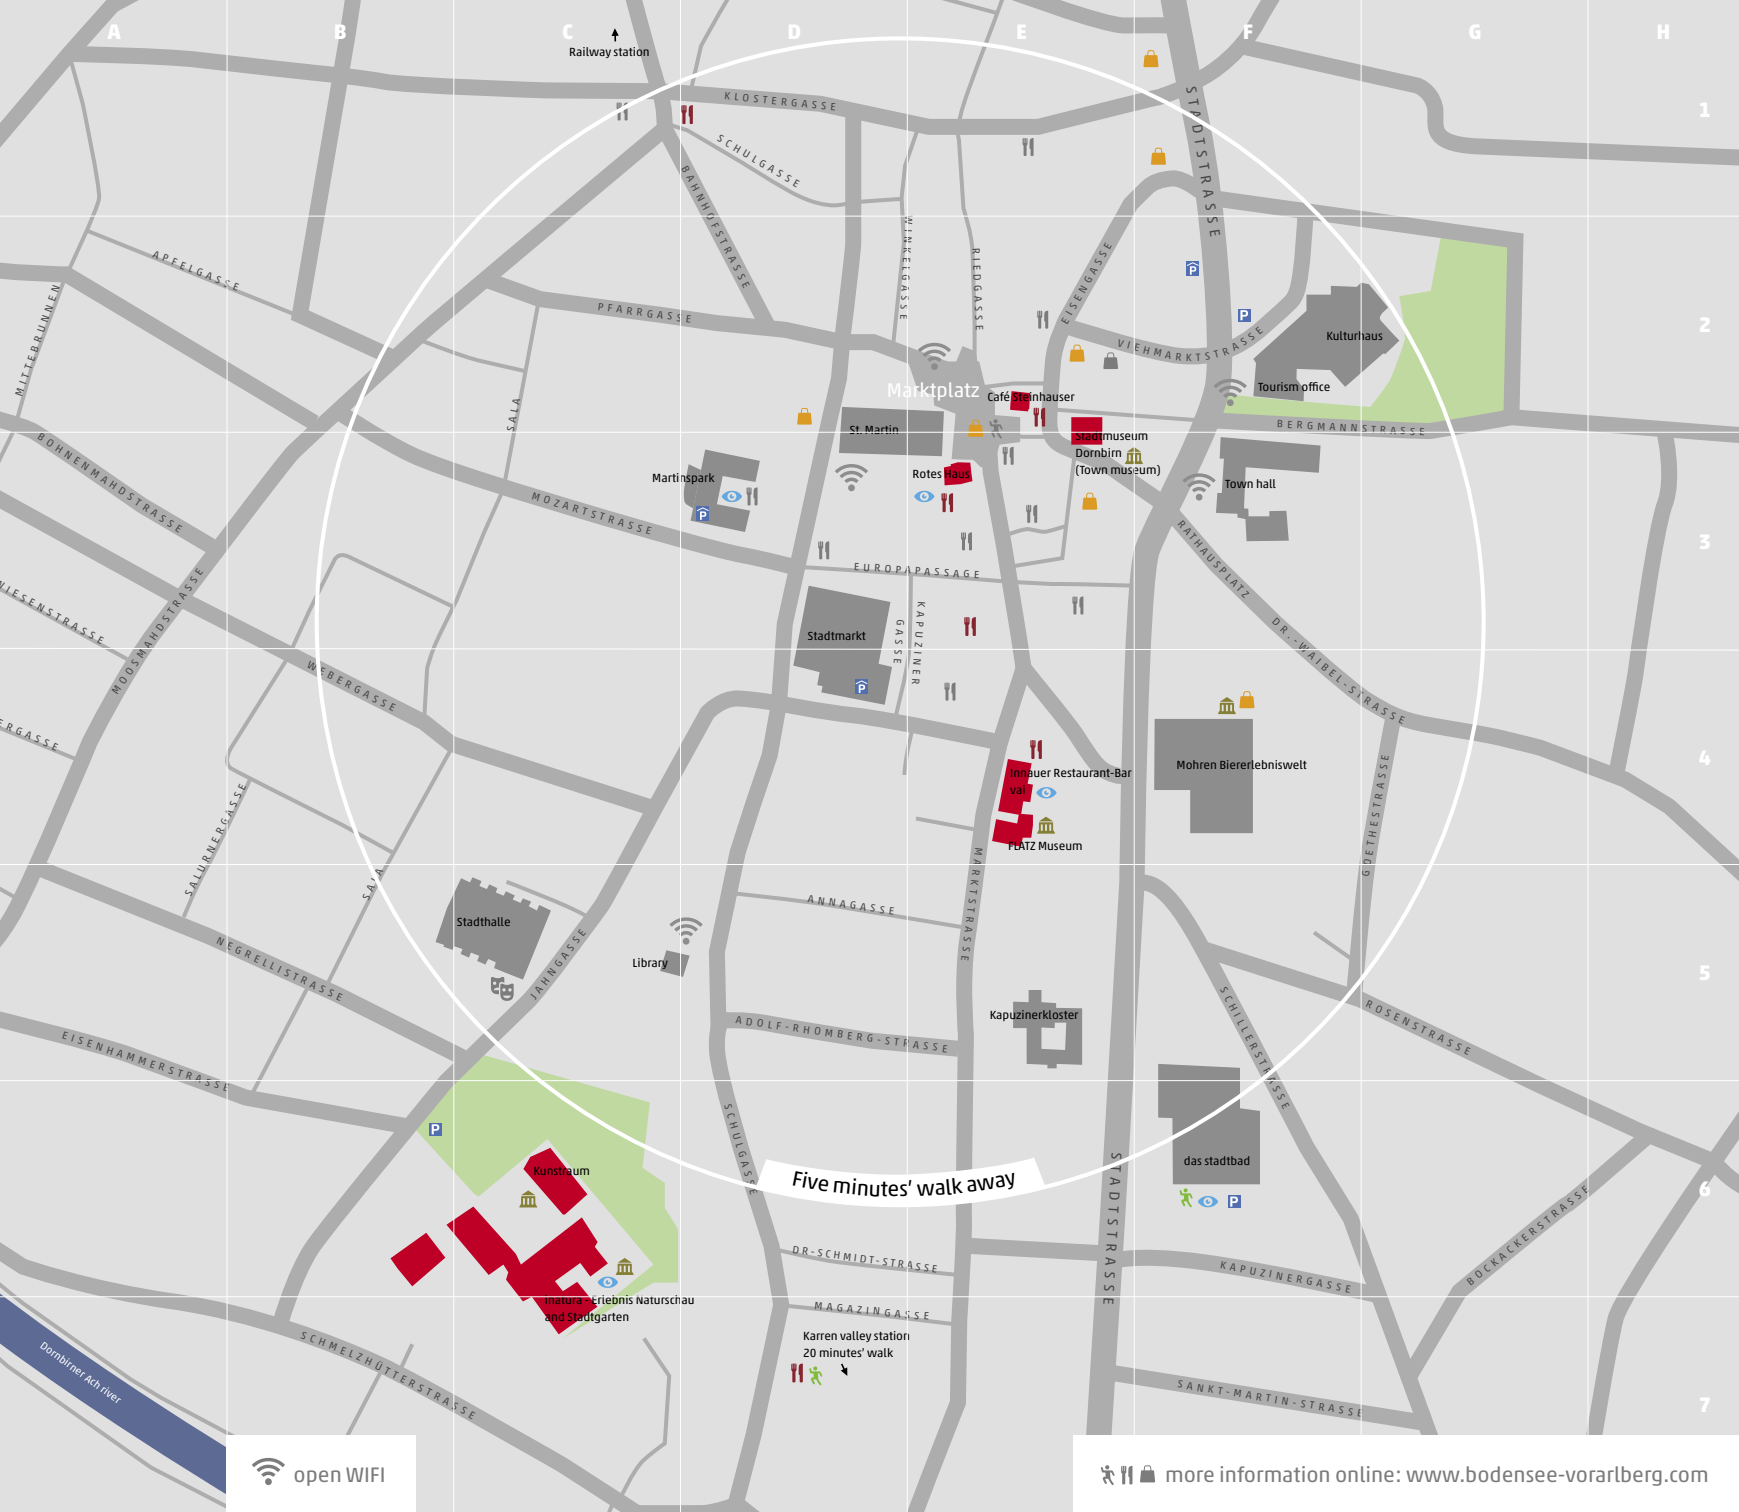 A
B
C
D
E
F
G
H
Railway station
KLOSTERGASSE
STADTSTRASSE
1
SCHULGASSE
BAHNHOFSTRASSE
WINKELGASSE
RIEDGASSE
EISENGASSE
APFELGASSE
MITTEBRUNNEN
PFARRGASSE
VIEHMARKTSTRASSE
Kulturhaus
2
Tourism office
Marktplatz
Café Steinhauser
SALA
St. Martin
BERGMANNSTRASSE
Stadtmuseum
Dornbirn
(Town museum)
BOHNENMAHDSTRASSE
Martinspark
Rotes Haus
Town hall
MOZARTSTRASSE
RATHAUSPLATZ
3
EUROPAPASSAGE
KAPUZINER
GASSE
MOOSMAHDSTRASSE
WIESENSTRASSE
Stadtmarkt
DR.-WAIBEL-STRASSE
WEBERGASSE
ERGASSE
Mohren Biererlebniswelt
4
Innauer Restaurant-Bar
vai
GOETHESTRASSE
FLATZ Museum
SALURNERGASSE
SALA
MARKTSTRASSE
ANNAGASSE
Stadthalle
JAHNGASSE
Library
NEGRELLISTRASSE
5
Kapuzinerkloster
SCHILLERSTRASSE
ROSENSTRASSE
ADOLF-RHOMBERG-STRASSE
EISENHAMMERSTRASSE
SCHULGASSE
das stadtbad
Kunstraum
Five minutes' walk away
STADTSTRASSE
6
BOCKACKERSTRASSE
DR-SCHMIDT-STRASSE
KAPUZINERGASSE
inatura - Erlebnis Naturschau
and Stadtgarten
MAGAZINGASSE
Karren valley station
20 minutes' walk
SCHMELZHÜTTERSTRASSE
Dornbirner Ach river
SANKT-MARTIN-STRASSE
7
open WIFI
more information online: www.bodensee-vorarlberg.com